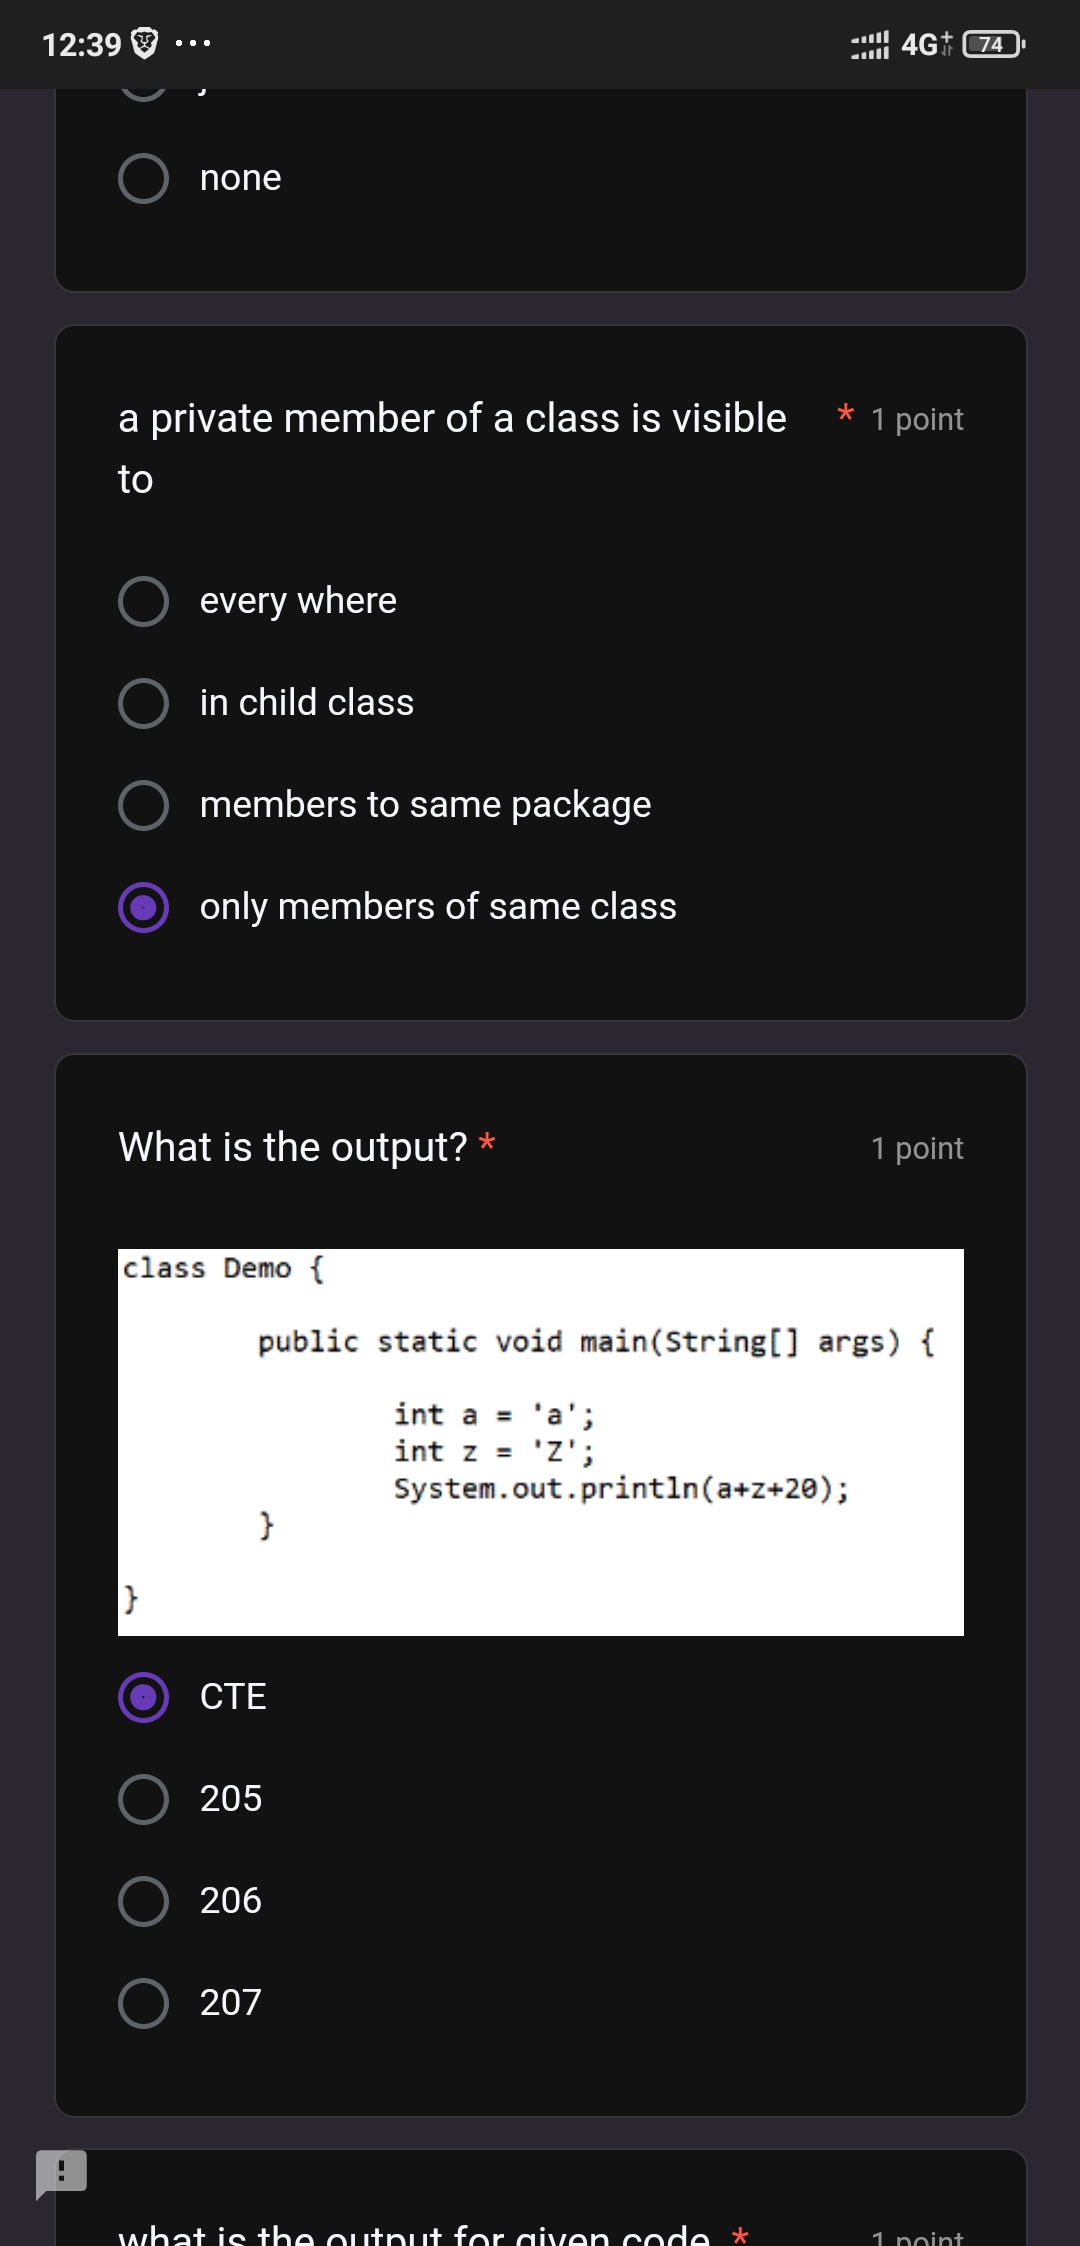 12:39
4G+ 74
none
a private member of a class is visible * 1 point
to
every where
in child class
members to same package
only members of same class
What is the output? * 1 point
class Demo {
public static void main(String[] args) {
int a = 'a';
int z = 'Z';
System.out.println(a+z+20);
}
}
CTE
205
206
207
what is the output for given code * 1 point